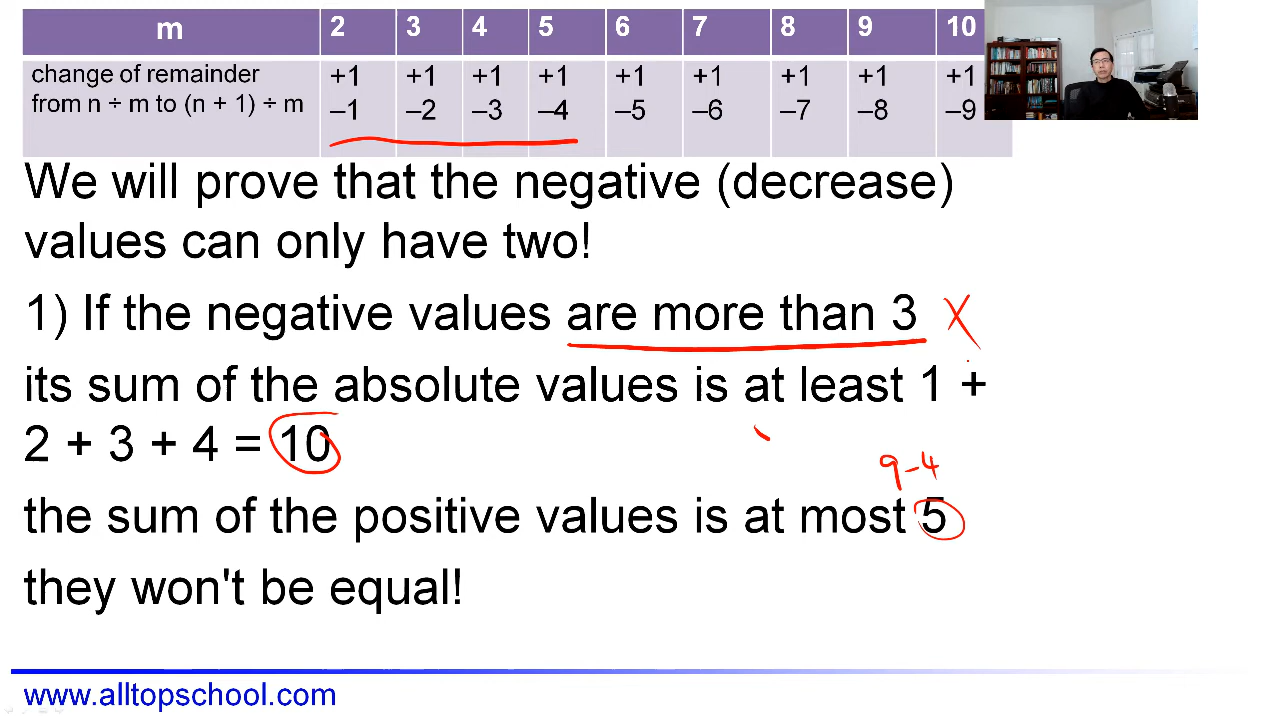 m 2 3 4 5 6 7 8 9 10
change of remainder +1 +1 +1 +1 +1 +1 +1 +1 +1
from n ÷ m to (n + 1) ÷ m –1 –2 –3 –4 –5 –6 –7 –8 –9
We will prove that the negative (decrease)
values can only have two!
1) If the negative values are more than 3 X
its sum of the absolute values is at least 1 +
2 + 3 + 4 = 10
9-4
the sum of the positive values is at most 5
they won't be equal!
www.alltopschool.com